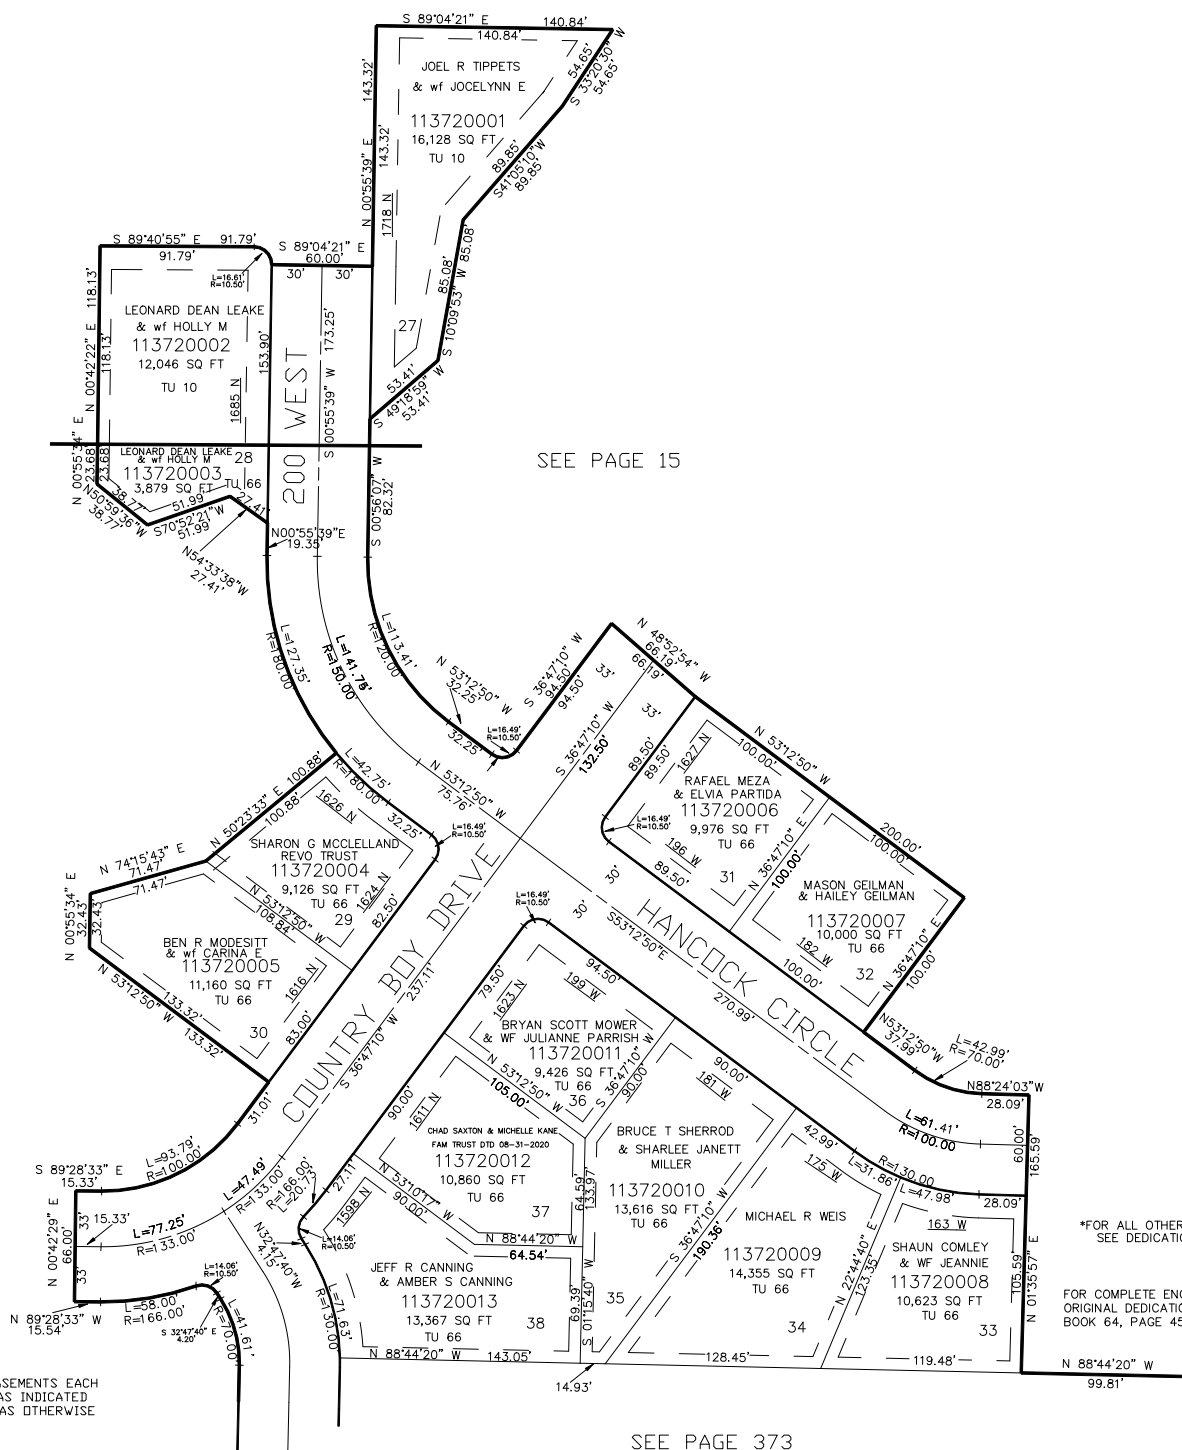 S 89°04'21" E 140.84'
140.84'
54.65'
S 33°20'30" W
54.65'
143.32'
N 00°55'39" E
143.32'
1718 N
JOEL R TIPPETS
& wf JOCELYNN E
113720001
16,128 SQ FT
TU 10
89.85'
S41°05'10"W
89.85'
85.08'
S 10°09'53" W 85.08'
27
53.41'
S 49°18'59" W
53.41'
S 89°40'55" E 91.79'
91.79'
L=16.61'
R=10.50'
S 89°04'21" E
60.00'
30' 30'
N 00°42'22" E 118.13'
118.13'
LEONARD DEAN LEAKE
& wf HOLLY M
113720002
12,046 SQ FT
TU 10
1685 N
153.90'
200 WEST
S 00°55'39" W 173.25'
N 00°55'34" E
23.68'
23.68'
LEONARD DEAN LEAKE
& wf HOLLY M
28
113720003
3,879 SQ FT TU 66
38.77'
N50°59'36"W
38.77'
51.99'
S70°52'21"W
51.99'
27.41'
N54°33'38"W
27.41'
N00°55'39"E
19.35'
S 00°56'07" W
82.32'
SEE PAGE 15
L=127.35'
R=180.00'
L=141.75'
R=150.00'
L=113.41'
R=120.00'
N 53°12'50" W
32.25'
32.25'
L=16.49'
R=10.50'
S 36°47'10" W
94.50'
94.50'
33'
N 48°52'54" W
66.19'
66.19'
33'
S 36°47'10" W
132.50'
N 53°12'50" W
75.76'
N 53°12'50" W
200.00'
100.00'
89.50'
89.50'
1627 N
RAFAEL MEZA
& ELVIA PARTIDA
113720006
9,976 SQ FT
TU 66
L=16.49'
R=10.50'
196 W
89.50'
31
N 36°47'10" E
100.00'
100.00'
MASON GEILMAN
& HAILEY GEILMAN
113720007
10,000 SQ FT
TU 66
182 W
32
100.00'
N 36°47'10" E
100.00'
L=42.75'
R=180.00'
32.25'
L=16.49'
R=10.50'
N 50°23'33" E 100.88'
100.88'
1626 N
SHARON G MCCLELLAND
REVO TRUST
113720004
9,126 SQ FT
TU 66
29
1624 N
82.50'
N 53°12'50" W
108.84'
N 74°15'43" E
71.47'
71.47'
N 00°55'34" E
32.43'
32.43'
BEN R MODESITT
& wf CARINA E
113720005
11,160 SQ FT
TU 66
1616 N
30
83.00'
N 53°12'50" W
133.32'
133.32'
COUNTRY BOY DRIVE
S 36°47'10" W
237.11'
L=16.49'
R=10.50'
30'
30'
HANCOCK CIRCLE
S53°12'50"E
270.99'
N53°12'50"W
37.99'
L=42.99'
R=70.00'
N88°24'03"W
28.09'
L=61.41'
R=100.00
60.00'
165.59'
79.50'
1623 N
199 W
94.50'
BRYAN SCOTT MOWER
& WF JULIANNE PARRISH
113720011
9,426 SQ FT
TU 66
36
N 53°12'50" W
105.00'
S 36°47'10" W
90.00'
90.00'
181 W
BRUCE T SHERROD
& SHARLEE JANETT
MILLER
113720010
13,616 SQ FT
TU 66
35
90.00'
1611 N
CHAD SAXTON & MICHELLE KANE
FAM TRUST DTD 08-31-2020
113720012
10,860 SQ FT
TU 66
37
64.59'
133.97
N 53°10'17" W
90.00'
N 88°44'20" W
64.54'
27.11'
1598 N
JEFF R CANNING
& AMBER S CANNING
113720013
13,367 SQ FT
TU 66
38
69.39'
S 01°15'40" W
S 36°47'10" W
190.36'
42.99'
175 W
L=31.86'
R=130.00
L=47.98'
28.09'
MICHAEL R WEIS
113720009
14,355 SQ FT
TU 66
34
N 22°44'40" E
123.35'
163 W
SHAUN COMLEY
& WF JEANNIE
113720008
10,623 SQ FT
TU 66
33
105.59'
N 01°35'57" E
31.01'
L=93.79'
R=100.00'
S 89°28'33" E
15.33'
33'
15.33'
N 00°42'29" E
66.00'
33'
L=77.25'
R=133.00'
L=47.49'
R=133.00'
R=166.00'
L=20.73'
L=14.06'
R=10.50'
N32°47'40"W
4.15'
L=14.06'
R=10.50'
N 89°28'33" W
15.54'
L=58.00'
R=166.00'
S 32°47'40" E
4.20'
L=41.61'
R=70.00'
L=71.63'
R=130.00'
N 88°44'20" W 143.05'
14.93'
128.45'
119.48'
N 88°44'20" W
99.81'
*FOR ALL OTHER
SEE DEDICATI
FOR COMPLETE ENC
ORIGINAL DEDICATIO
BOOK 64, PAGE 45
SEMENTS EACH
AS INDICATED
AS OTHERWISE
SEE PAGE 373